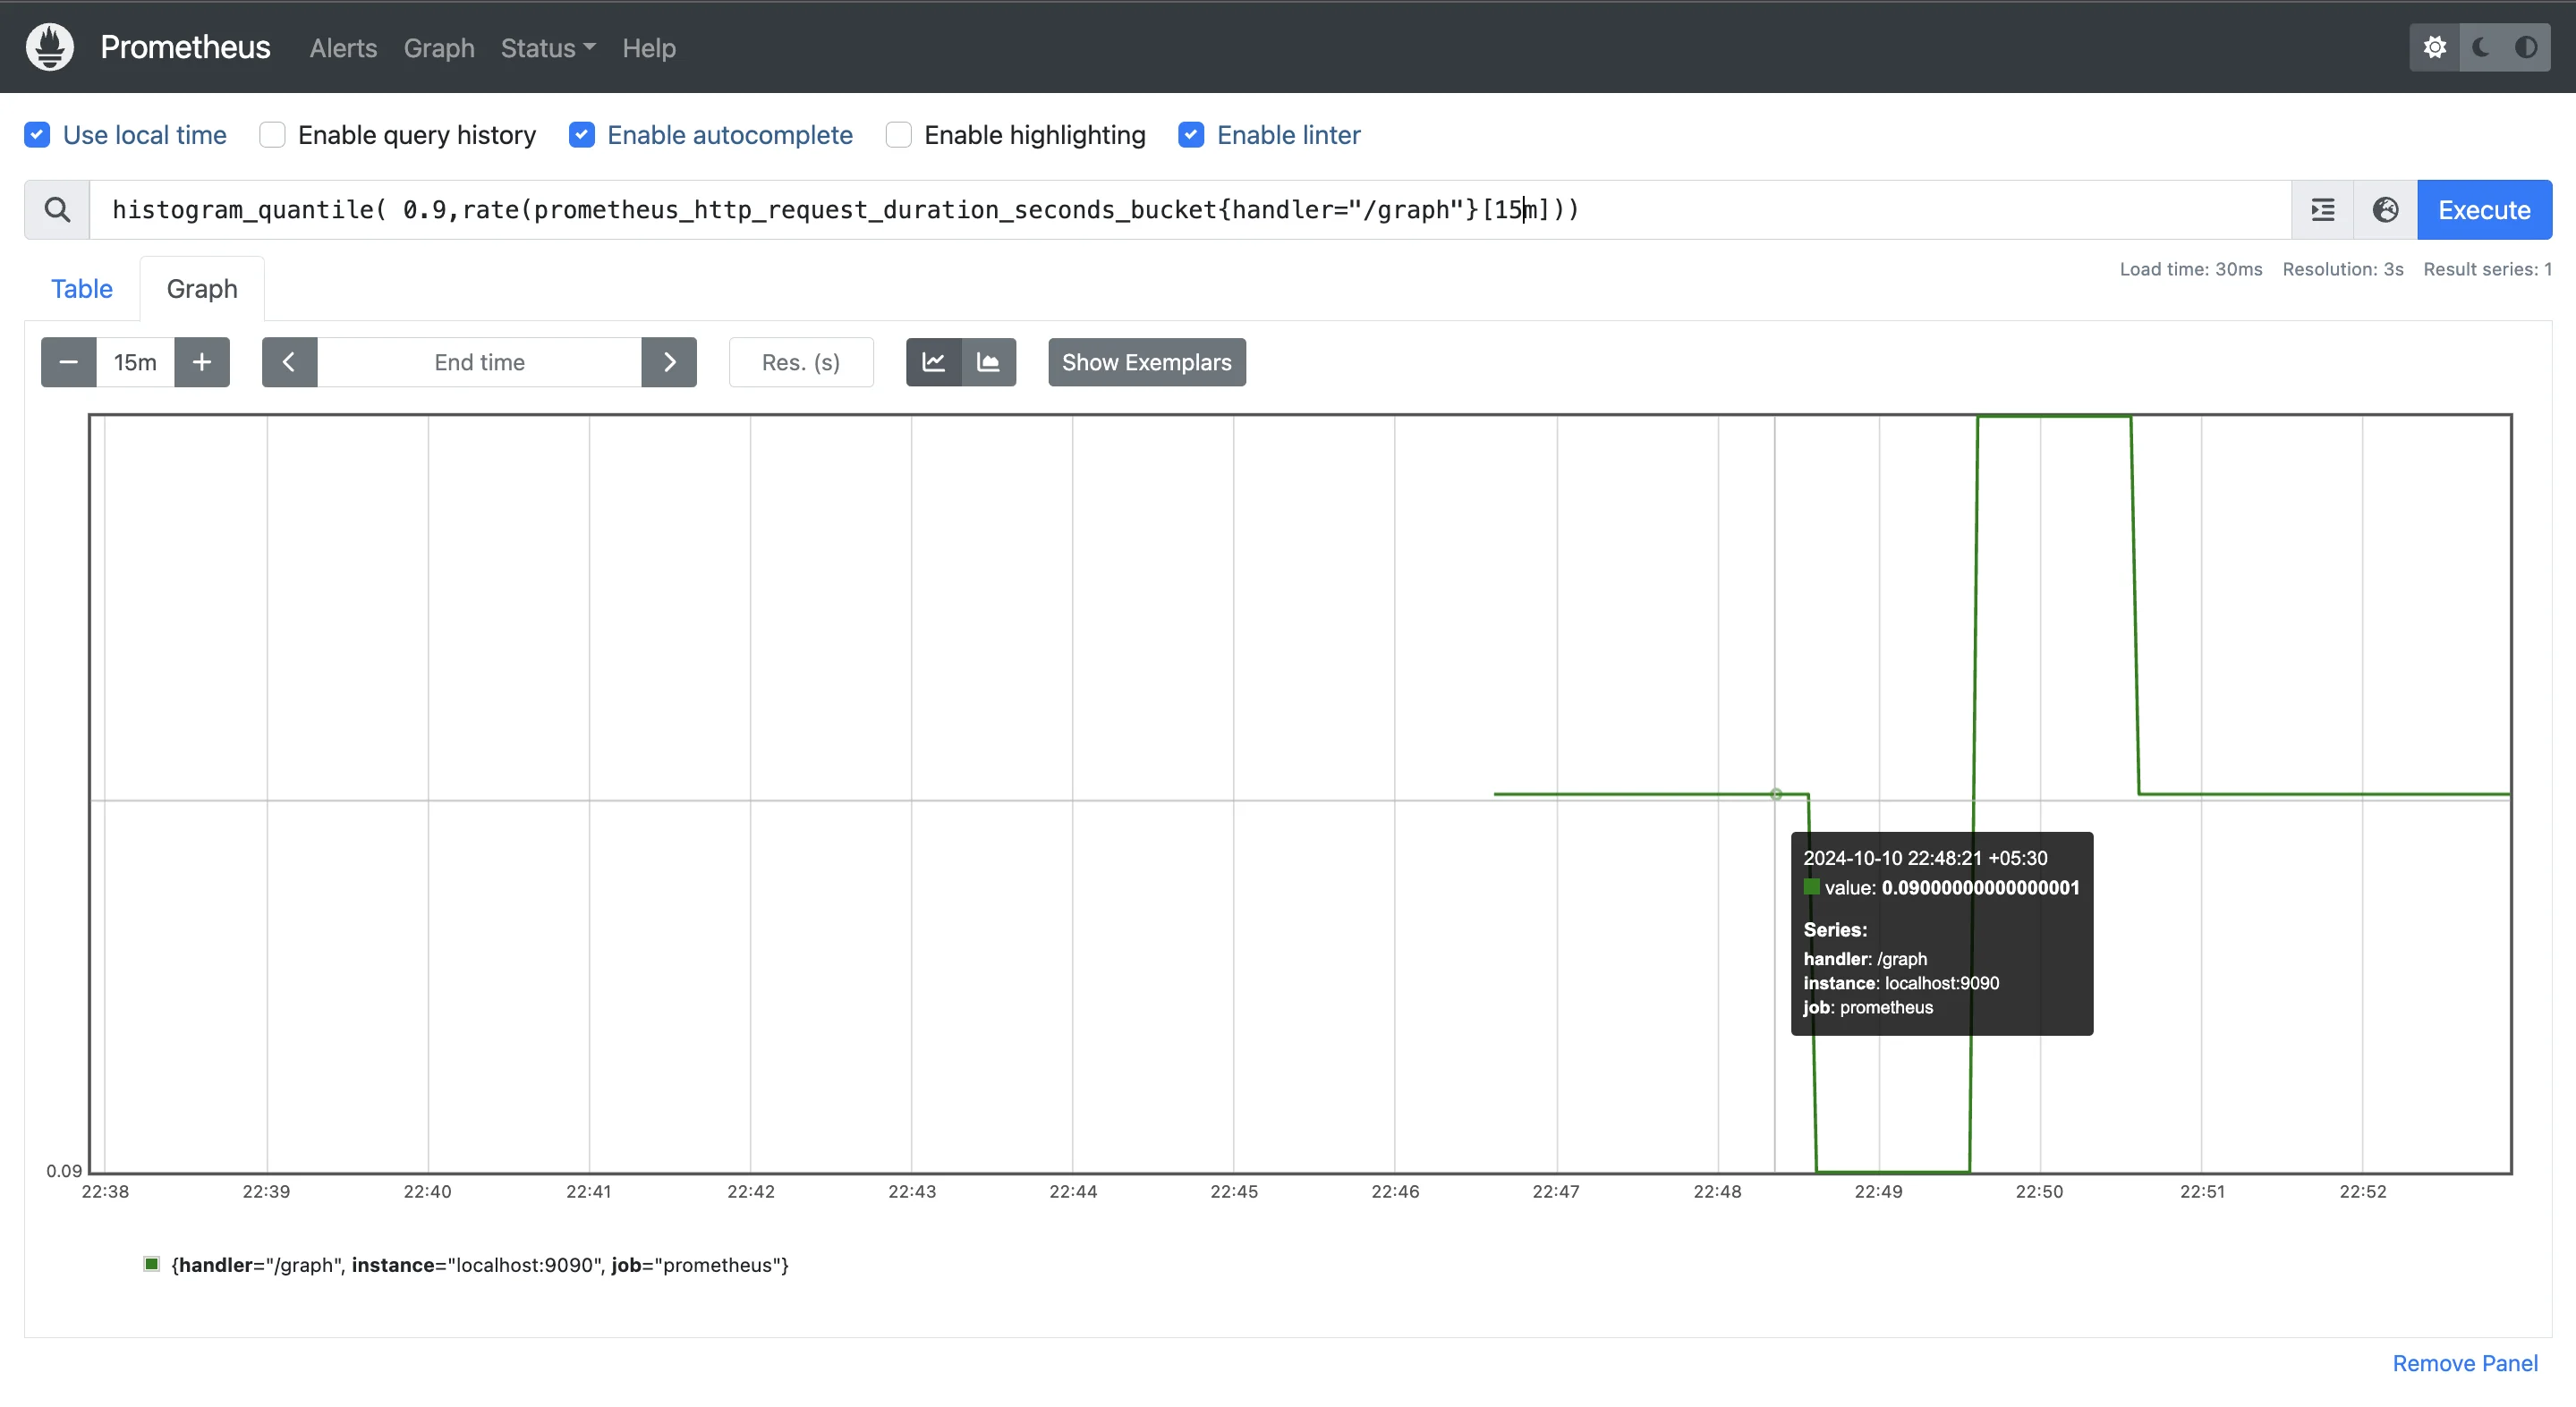 Prometheus Alerts Graph Status Help
Use local time Enable query history Enable autocomplete Enable highlighting Enable linter
histogram_quantile( 0.9,rate(prometheus_http_request_duration_seconds_bucket{handler="/graph"}[15m])) Execute
Table Graph Load time: 30ms Resolution: 3s Result series: 1
15m End time Res. (s) Show Exemplars
2024-10-10 22:48:21 +05:30
value: 0.09000000000000001
Series:
handler: /graph
instance: localhost:9090
job: prometheus
0.09
22:38 22:39 22:40 22:41 22:42 22:43 22:44 22:45 22:46 22:47 22:48 22:49 22:50 22:51 22:52
{handler="/graph", instance="localhost:9090", job="prometheus"}
Remove Panel